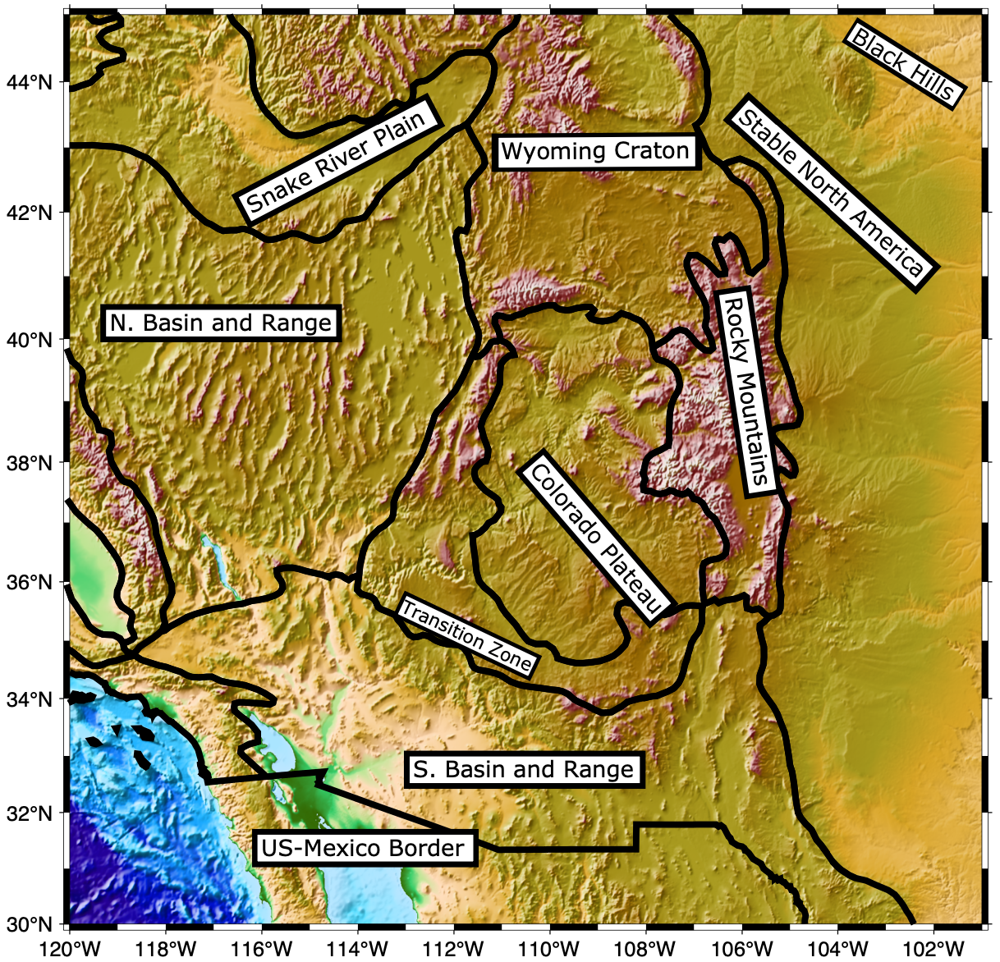 Black Hills
44°N
Stable North America
Snake River Plain
Wyoming Craton
42°N
N. Basin and Range
40°N
Rocky Mountains
38°N
Colorado Plateau
36°N
Transition Zone
34°N
S. Basin and Range
32°N
US-Mexico Border
30°N
120°W 118°W 116°W 114°W 112°W 110°W 108°W 106°W 104°W 102°W